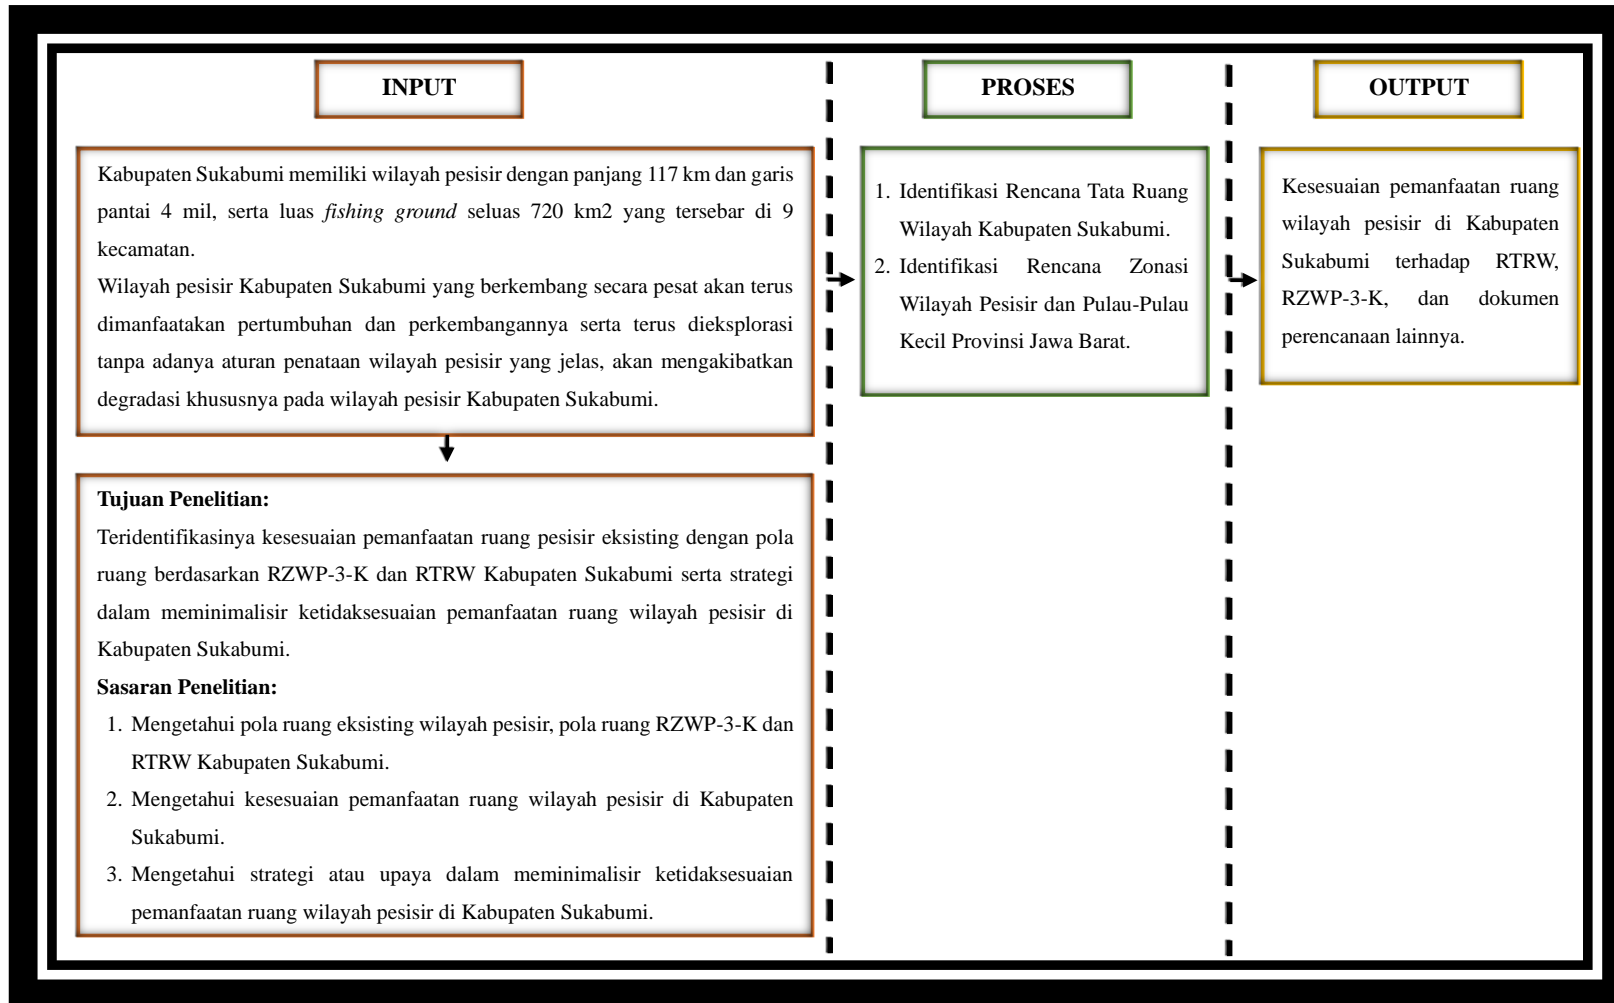 INPUT
Kabupaten Sukabumi memiliki wilayah pesisir dengan panjang 117 km dan garis
pantai 4 mil, serta luas fishing ground seluas 720 km2 yang tersebar di 9
kecamatan.
Wilayah pesisir Kabupaten Sukabumi yang berkembang secara pesat akan terus
dimanfaatakan pertumbuhan dan perkembangannya serta terus dieksplorasi
tanpa adanya aturan penataan wilayah pesisir yang jelas, akan mengakibatkan
degradasi khususnya pada wilayah pesisir Kabupaten Sukabumi.
Tujuan Penelitian:
Teridentifikasinya kesesuaian pemanfaatan ruang pesisir eksisting dengan pola
ruang berdasarkan RZWP-3-K dan RTRW Kabupaten Sukabumi serta strategi
dalam meminimalisir ketidaksesuaian pemanfaatan ruang wilayah pesisir di
Kabupaten Sukabumi.
Sasaran Penelitian:
1. Mengetahui pola ruang eksisting wilayah pesisir, pola ruang RZWP-3-K dan
RTRW Kabupaten Sukabumi.
2. Mengetahui kesesuaian pemanfaatan ruang wilayah pesisir di Kabupaten
Sukabumi.
3. Mengetahui strategi atau upaya dalam meminimalisir ketidaksesuaian
pemanfaatan ruang wilayah pesisir di Kabupaten Sukabumi.
PROSES
1. Identifikasi Rencana Tata Ruang
Wilayah Kabupaten Sukabumi.
2. Identifikasi Rencana Zonasi
Wilayah Pesisir dan Pulau-Pulau
Kecil Provinsi Jawa Barat.
OUTPUT
Kesesuaian pemanfaatan ruang
wilayah pesisir di Kabupaten
Sukabumi terhadap RTRW,
RZWP-3-K, dan dokumen
perencanaan lainnya.